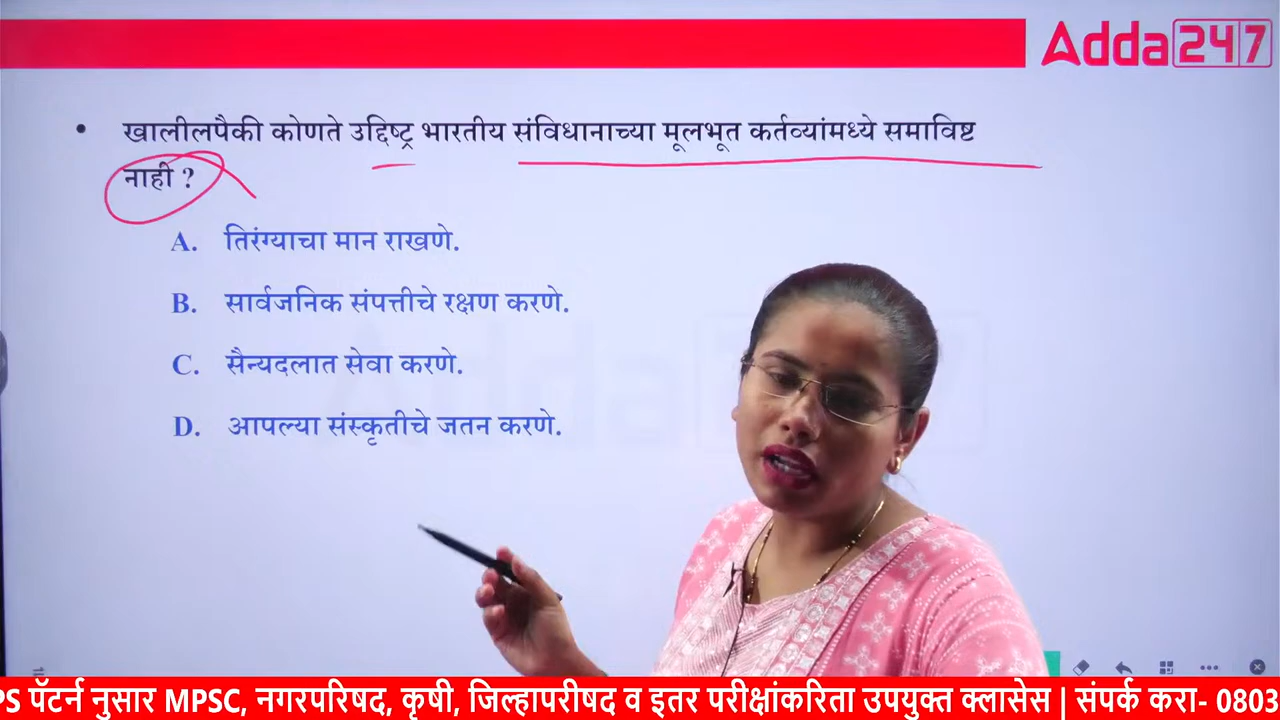 Adda247
• खालीलपैकी कोणते उद्दिष्ट्र भारतीय संविधानाच्या मूलभूत कर्तव्यांमध्ये समाविष्ट
नाही ?
A. तिरंग्याचा मान राखणे.
B. सार्वजनिक संपत्तीचे रक्षण करणे.
C. सैन्यदलात सेवा करणे.
D. आपल्या संस्कृतीचे जतन करणे.
PS पॅटर्न नुसार MPSC, नगरपरिषद, कृषी, जिल्हापरीषद व इतर परीक्षांकरिता उपयुक्त क्लासेस | संपर्क करा- 0803